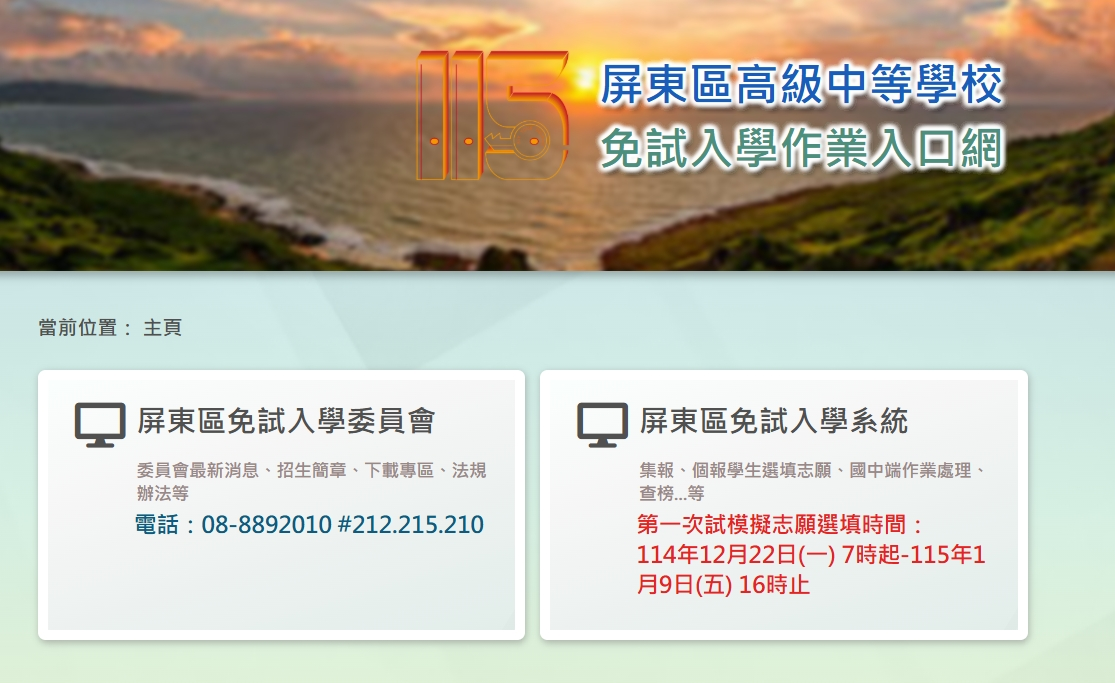 115
屏東區高級中等學校
免試入學作業入口網
當前位置： 主頁
屏東區免試入學委員會
委員會最新消息、招生簡章、下載專區、法規
辦法等
電話：08-8892010 #212.215.210
屏東區免試入學系統
集報、個報學生選填志願、國中端作業處理、
查榜...等
第一次試模擬志願選填時間：
114年12月22日(一) 7時起-115年1
月9日(五) 16時止